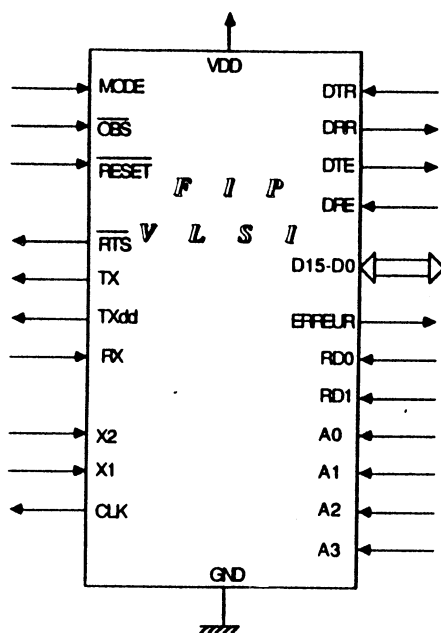 VDD
MODE
DTR
OBS
DRR
RESET
DTE
F I P
DRE
V L S I
RTS
TX
D15-D0
TXdd
ERREUR
RX
RD0
RD1
X2
A0
X1
A1
CLK
A2
A3
GND